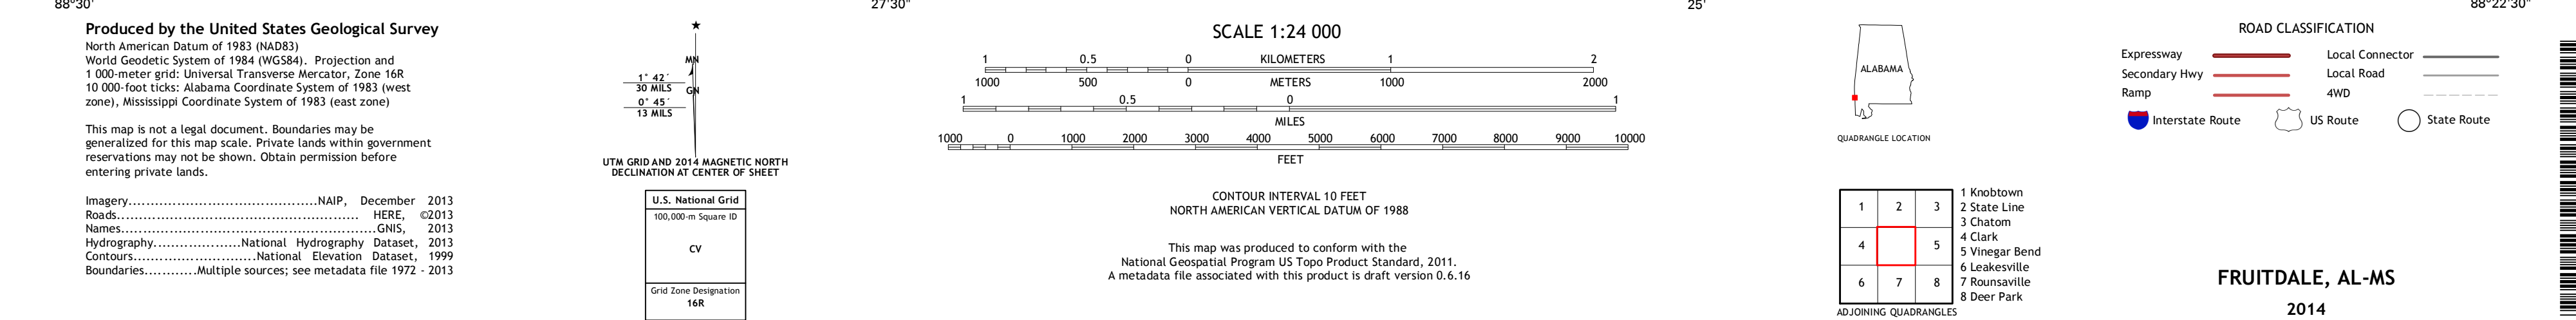 88°30'
27'30"
25'
88°22'30"
Produced by the United States Geological Survey
North American Datum of 1983 (NAD83)
World Geodetic System of 1984 (WGS84). Projection and
1 000-meter grid: Universal Transverse Mercator, Zone 16R
10 000-foot ticks: Alabama Coordinate System of 1983 (west
zone), Mississippi Coordinate System of 1983 (east zone)
This map is not a legal document. Boundaries may be
generalized for this map scale. Private lands within government
reservations may not be shown. Obtain permission before
entering private lands.
Imagery...........................................NAIP, December 2013
Roads....................................................... HERE, ©2013
Names..........................................................GNIS, 2013
Hydrography....................National Hydrography Dataset, 2013
Contours............................National Elevation Dataset, 1999
Boundaries............Multiple sources; see metadata file 1972 - 2013
MN
GN
1° 42´
30 MILS
0° 45´
13 MILS
UTM GRID AND 2014 MAGNETIC NORTH
DECLINATION AT CENTER OF SHEET
U.S. National Grid
100,000-m Square ID
CV
Grid Zone Designation
16R
SCALE 1:24 000
1 0.5 0 KILOMETERS 1 2
1000 500 0 METERS 1000 2000
1 0.5 0 1
MILES
1000 0 1000 2000 3000 4000 5000 6000 7000 8000 9000 10000
FEET
CONTOUR INTERVAL 10 FEET
NORTH AMERICAN VERTICAL DATUM OF 1988
This map was produced to conform with the
National Geospatial Program US Topo Product Standard, 2011.
A metadata file associated with this product is draft version 0.6.16
ALABAMA
QUADRANGLE LOCATION
1 2 3
4 5
6 7 8
1 Knobtown
2 State Line
3 Chatom
4 Clark
5 Vinegar Bend
6 Leakesville
7 Rounsaville
8 Deer Park
ADJOINING QUADRANGLES
ROAD CLASSIFICATION
Expressway Local Connector
Secondary Hwy Local Road
Ramp 4WD
Interstate Route US Route State Route
FRUITDALE, AL-MS
2014